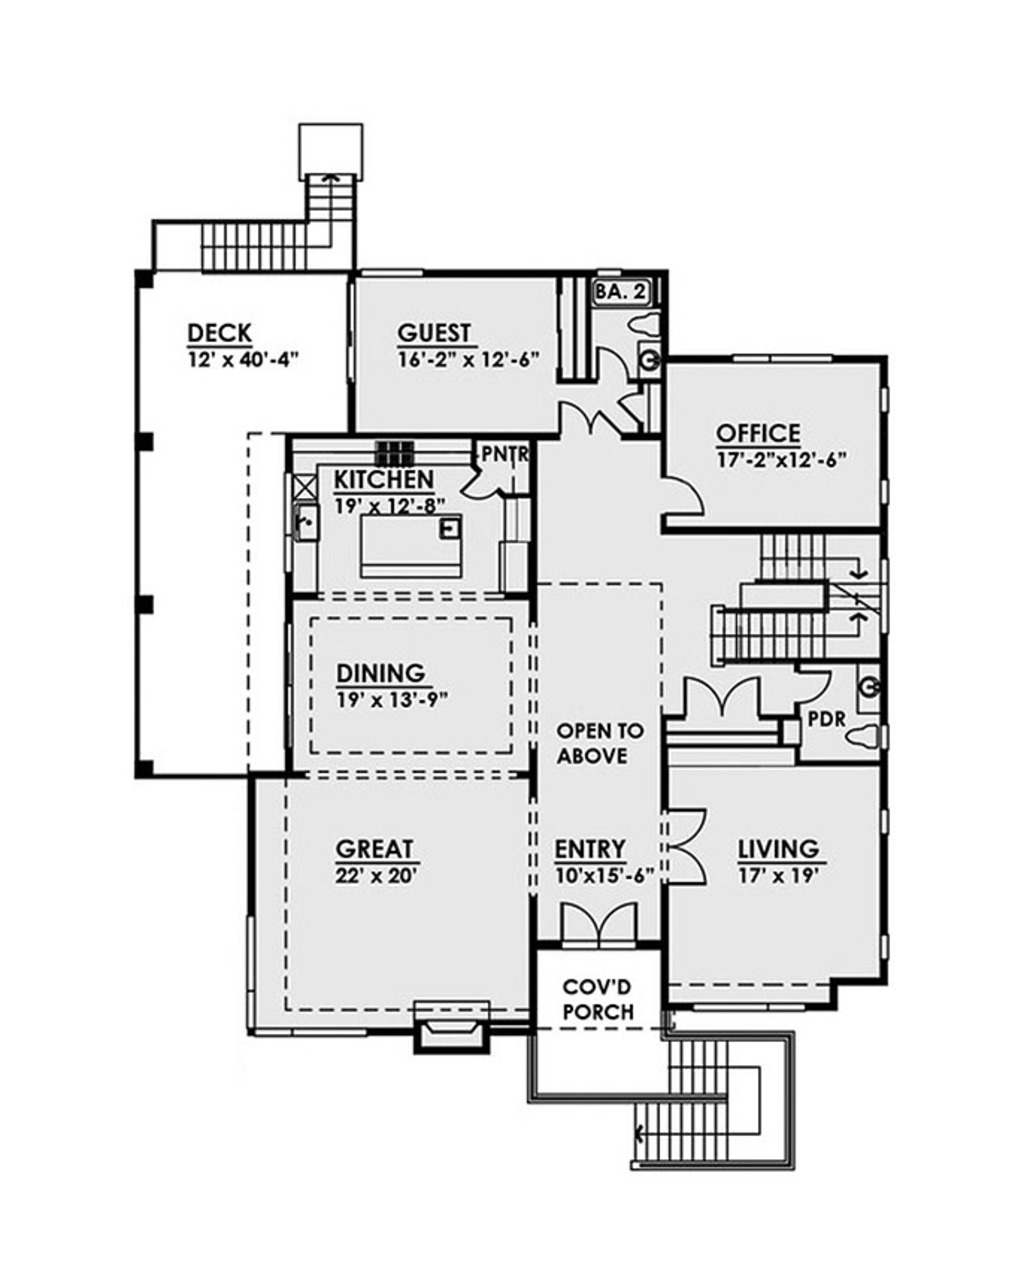 BA. 2
DECK
12' x 40'-4"
GUEST
16'-2" x 12'-6"
OFFICE
17'-2"x12'-6"
PNTR
KITCHEN
19' x 12'-8"
DINING
19' x 13'-9"
PDR
OPEN TO
ABOVE
GREAT
22' x 20'
ENTRY
10'x15'-6"
LIVING
17' x 19'
COV'D
PORCH